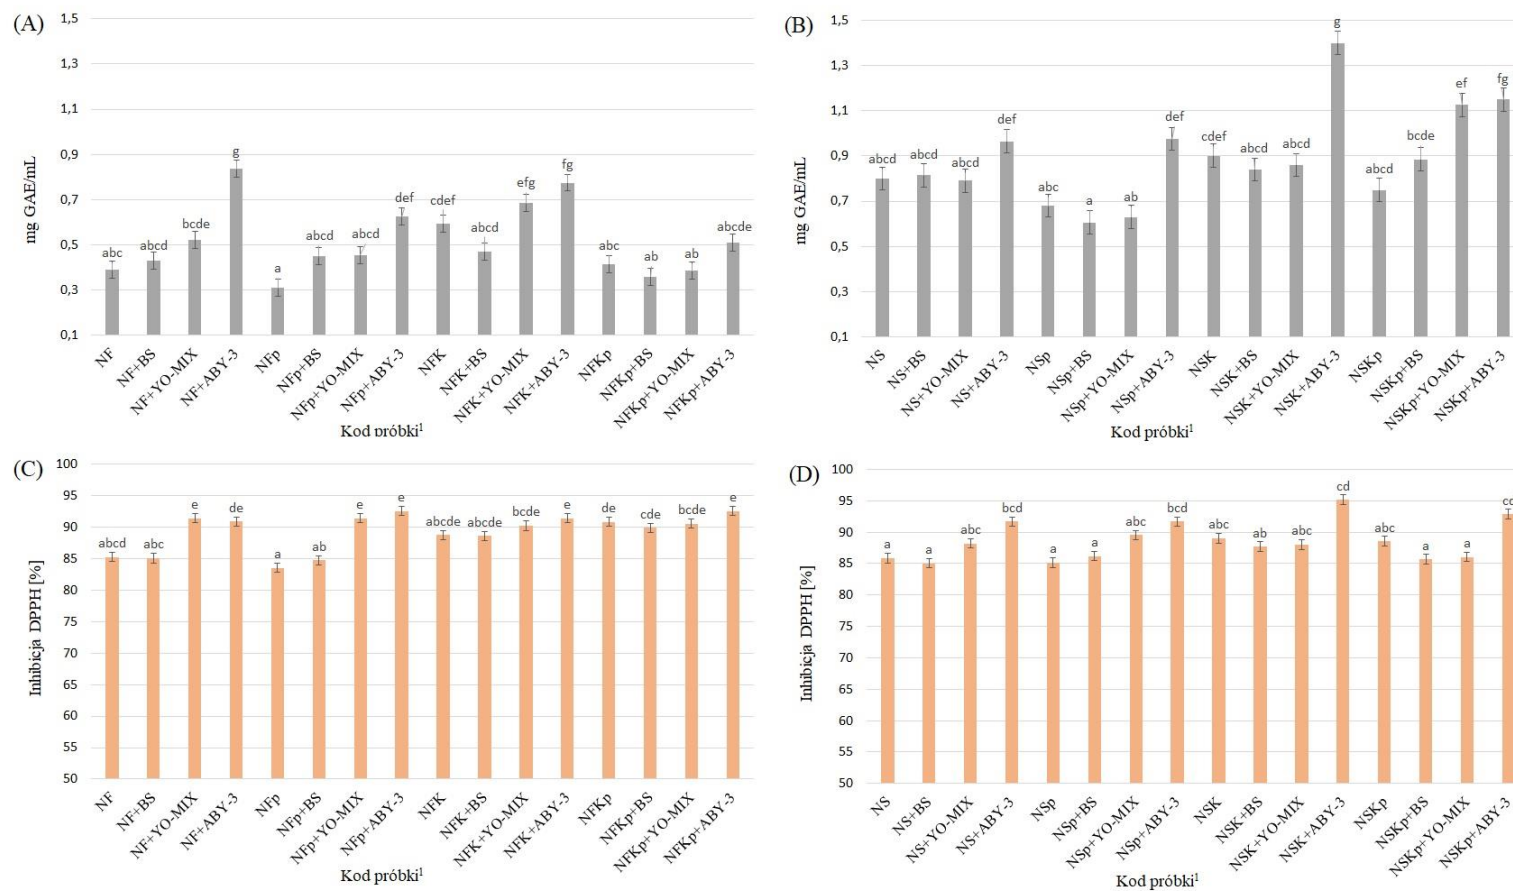 (A)
mg GAE/mL
1,5
1,3
1,1
0,9
0,7
0,5
0,3
0,1
abc
abcd
bcde
g
a
abcd
abcd
def
cdef
abcd
efg
fg
abc
ab
ab
abcde
NF
NF+BS
NF+YO-MIX
NF+ABY-3
NFp
NFp+BS
NFp+YO-MIX
NFp+ABY-3
NFK
NFK+BS
NFK+YO-MIX
NFK+ABY-3
NFKp
NFKp+BS
NFKp+YO-MIX
NFKp+ABY-3
Kod próbki¹
(B)
mg GAE/mL
1,5
1,3
1,1
0,9
0,7
0,5
0,3
0,1
abcd
abcd
abcd
def
abc
a
ab
def
cdef
abcd
abcd
g
abcd
bcde
ef
fg
NS
NS+BS
NS+YO-MIX
NS+ABY-3
NSp
NSp+BS
NSp+YO-MIX
NSp+ABY-3
NSK
NSK+BS
NSK+YO-MIX
NSK+ABY-3
NSKp
NSKp+BS
NSKp+YO-MIX
NSKp+ABY-3
Kod próbki¹
(C)
Inhibicja DPPH [%]
100
95
90
85
80
75
70
65
60
55
50
abcd
abc
e
de
a
ab
e
e
abcde
abcde
bcde
e
de
cde
bcde
e
NF
NF+BS
NF+YO-MIX
NF+ABY-3
NFp
NFp+BS
NFp+YO-MIX
NFp+ABY-3
NFK
NFK+BS
NFK+YO-MIX
NFK+ABY-3
NFKp
NFKp+BS
NFKp+YO-MIX
NFKp+ABY-3
Kod próbki¹
(D)
Inhibicja DPPH [%]
100
95
90
85
80
75
70
65
60
55
50
a
a
abc
bcd
a
a
abc
bcd
abc
ab
abc
cd
abc
a
a
cd
NS
NS+BS
NS+YO-MIX
NS+ABY-3
NSp
NSp+BS
NSp+YO-MIX
NSp+ABY-3
NSK
NSK+BS
NSK+YO-MIX
NSK+ABY-3
NSKp
NSKp+BS
NSKp+YO-MIX
NSKp+ABY-3
Kod próbki¹